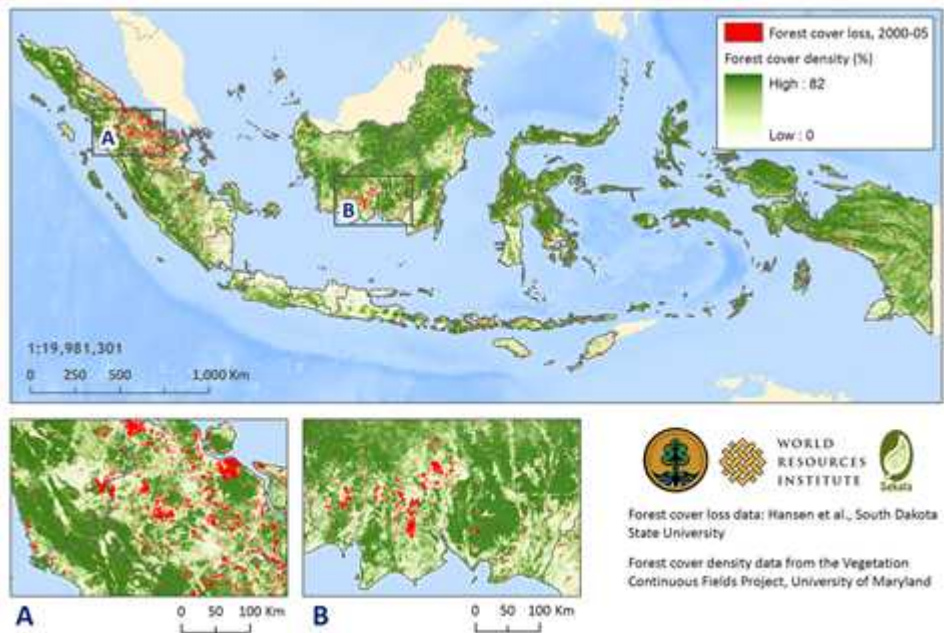 Forest cover loss, 2000-05
Forest cover density (%)
High : 82
Low : 0
A
B
1:19,981,301
0 250 500 1,000 Km
A
0 50 100 Km
B
0 50 100 Km
WORLD
RESOURCES
INSTITUTE
Sekala
Forest cover loss data: Hansen et al., South Dakota
State University
Forest cover density data from the Vegetation
Continuous Fields Project, University of Maryland